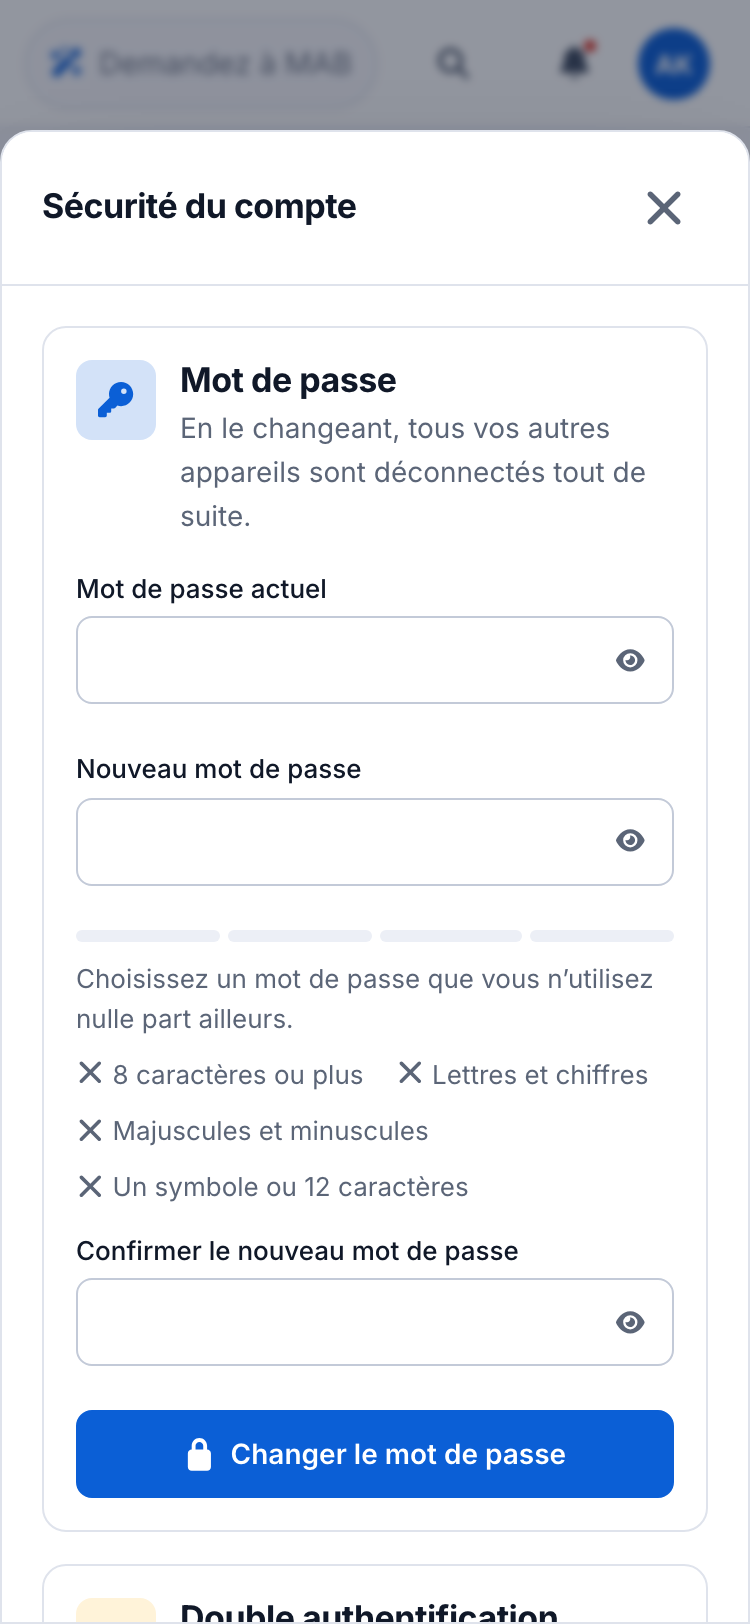 Demandez à MAB
AK
Sécurité du compte
Mot de passe
En le changeant, tous vos autres
appareils sont déconnectés tout de
suite.
Mot de passe actuel
Nouveau mot de passe
Choisissez un mot de passe que vous n’utilisez
nulle part ailleurs.
8 caractères ou plus
Lettres et chiffres
Majuscules et minuscules
Un symbole ou 12 caractères
Confirmer le nouveau mot de passe
Changer le mot de passe
Double authentification